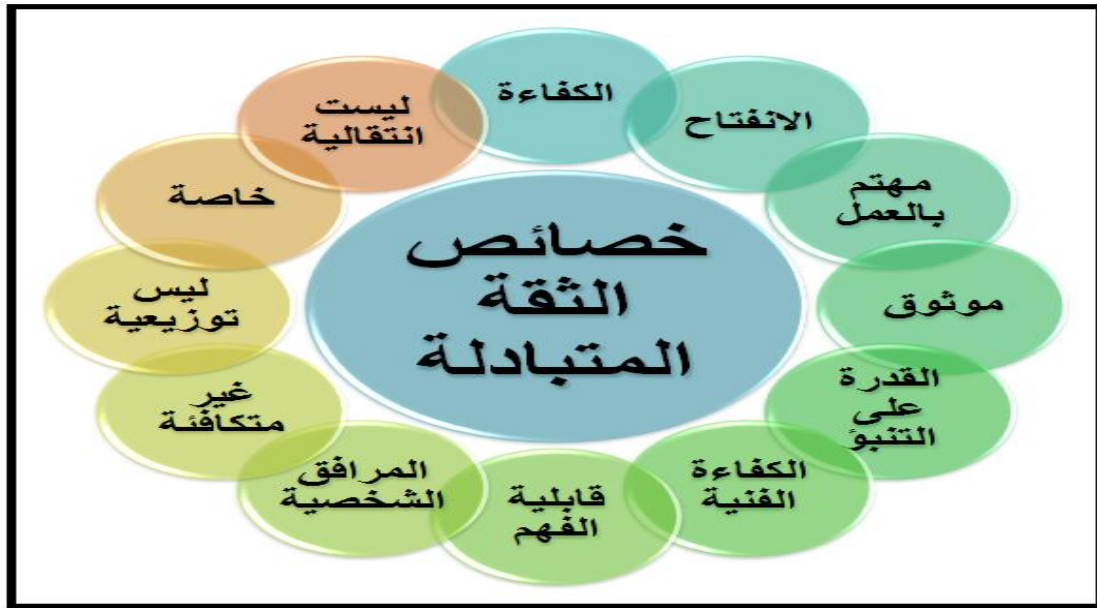 خصائص
الثقة
المتبادلة
الكفاءة
الانفتاح
مهتم
بالعمل
موثوق
القدرة
على
التنبؤ
الكفاءة
الفنية
قابلية
الفهم
المرافق
الشخصية
غير
متكافئة
ليس
توزيعية
خاصة
ليست
انتقالية